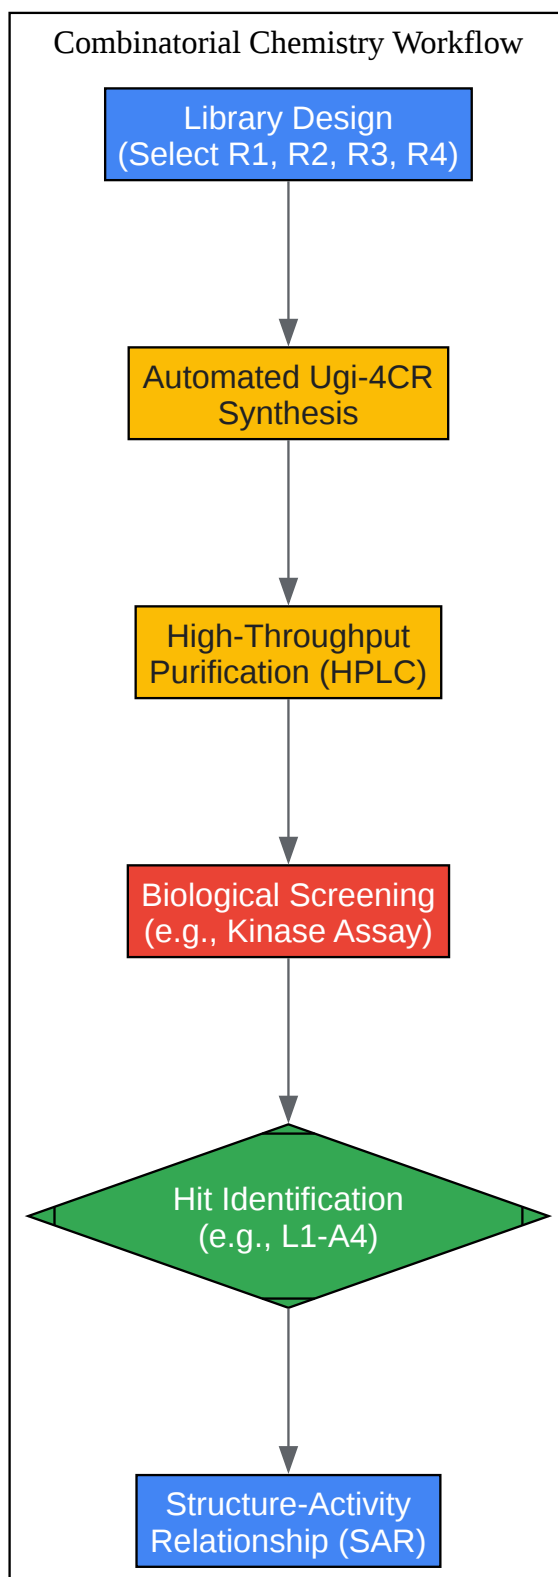 Combinatorial Chemistry Workflow
Library Design
(Select R1, R2, R3, R4)
Automated Ugi-4CR
Synthesis
High-Throughput
Purification (HPLC)
Biological Screening
(e.g., Kinase Assay)
Hit Identification
(e.g., L1-A4)
Structure-Activity
Relationship (SAR)